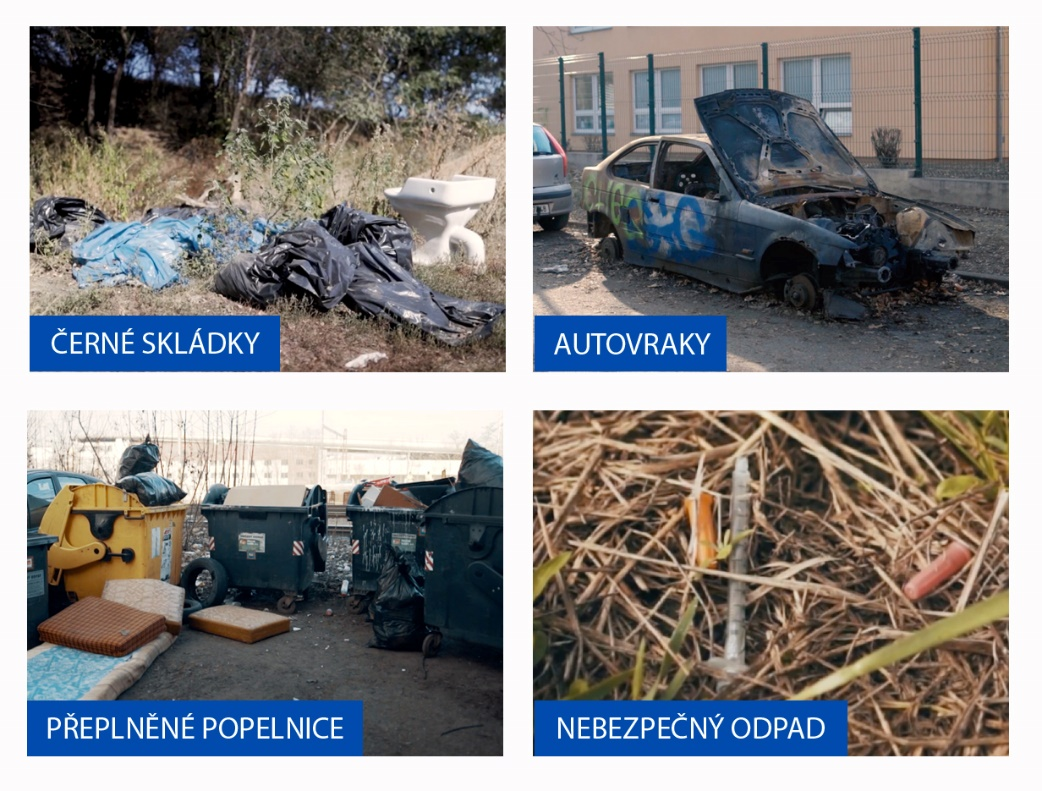 ČERNÉ SKLÁDKY
AUTOVRAKY
PŘEPLNĚNÉ POPELNICE
NEBEZPEČNÝ ODPAD